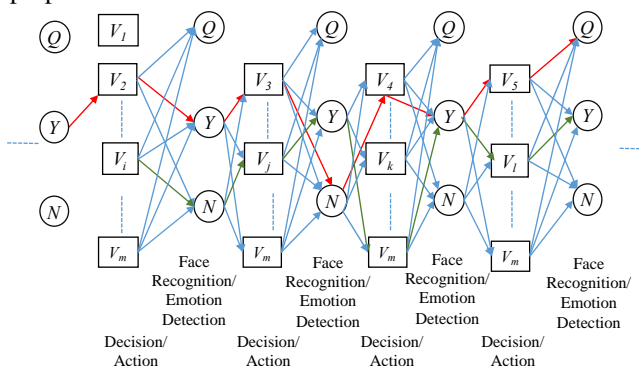 Q V₁ Q Q Q Q
V₂ V₃ V₄ V₅
Y Y Y Y Y
Vᵢ Vⱼ Vₖ Vₗ
N N N N N
Vₘ Vₘ Vₘ Vₘ
Face
Recognition/
Emotion
Detection
Face
Recognition/
Emotion
Detection
Face
Recognition/
Emotion
Detection
Face
Recognition/
Emotion
Detection
Decision/
Action
Decision/
Action
Decision/
Action
Decision/
Action